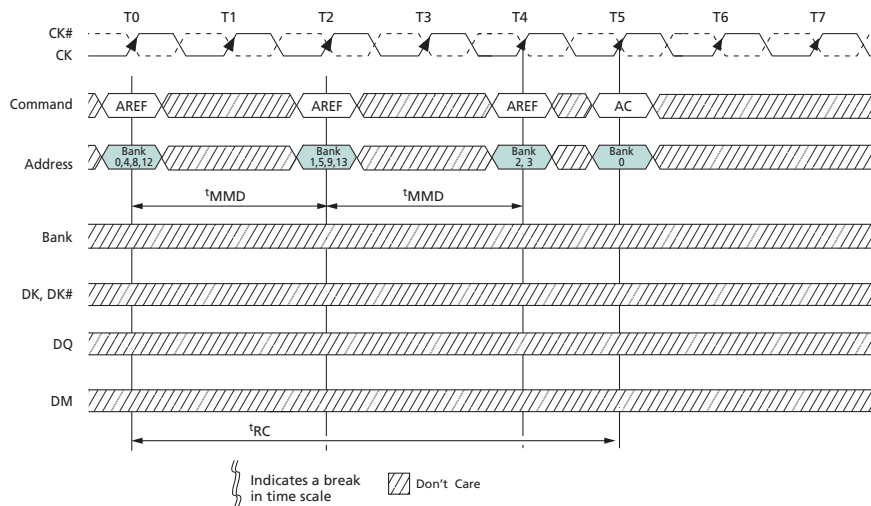 T0 T1 T2 T3 T4 T5 T6 T7
CK#
CK
Command AREF AREF AREF AC
Address Bank 0,4,8,12 Bank 1,5,9,13 Bank 2, 3 Bank 0
tMMD tMMD
Bank
DK, DK#
DQ
DM
tRC
Indicates a break
in time scale
Don't Care